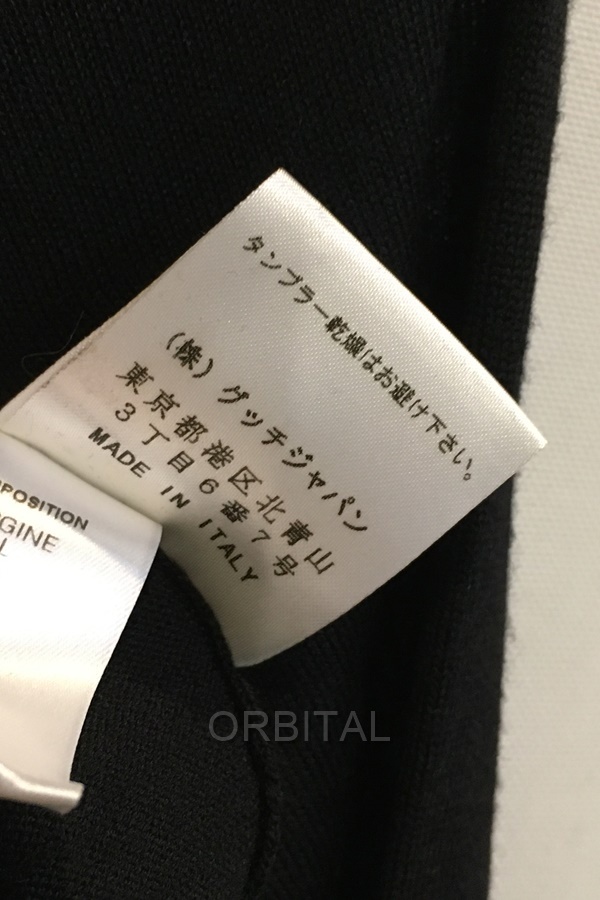 タンブラー乾燥はお避け下さい。
(株) グッチジャパン
東京都港区北青山
3丁目6番7号
MADE IN ITALY
ORBITAL